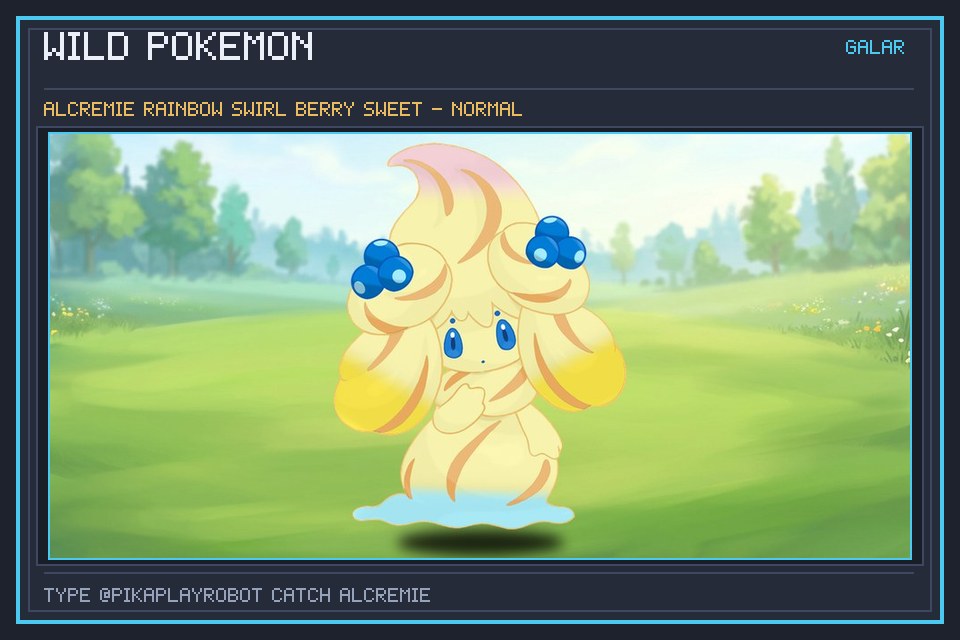 WILD POKEMON
GALAR
ALCREMIE RAINBOW SWIRL BERRY SWEET - NORMAL
TYPE @PIKAPLAYROBOT CATCH ALCREMIE